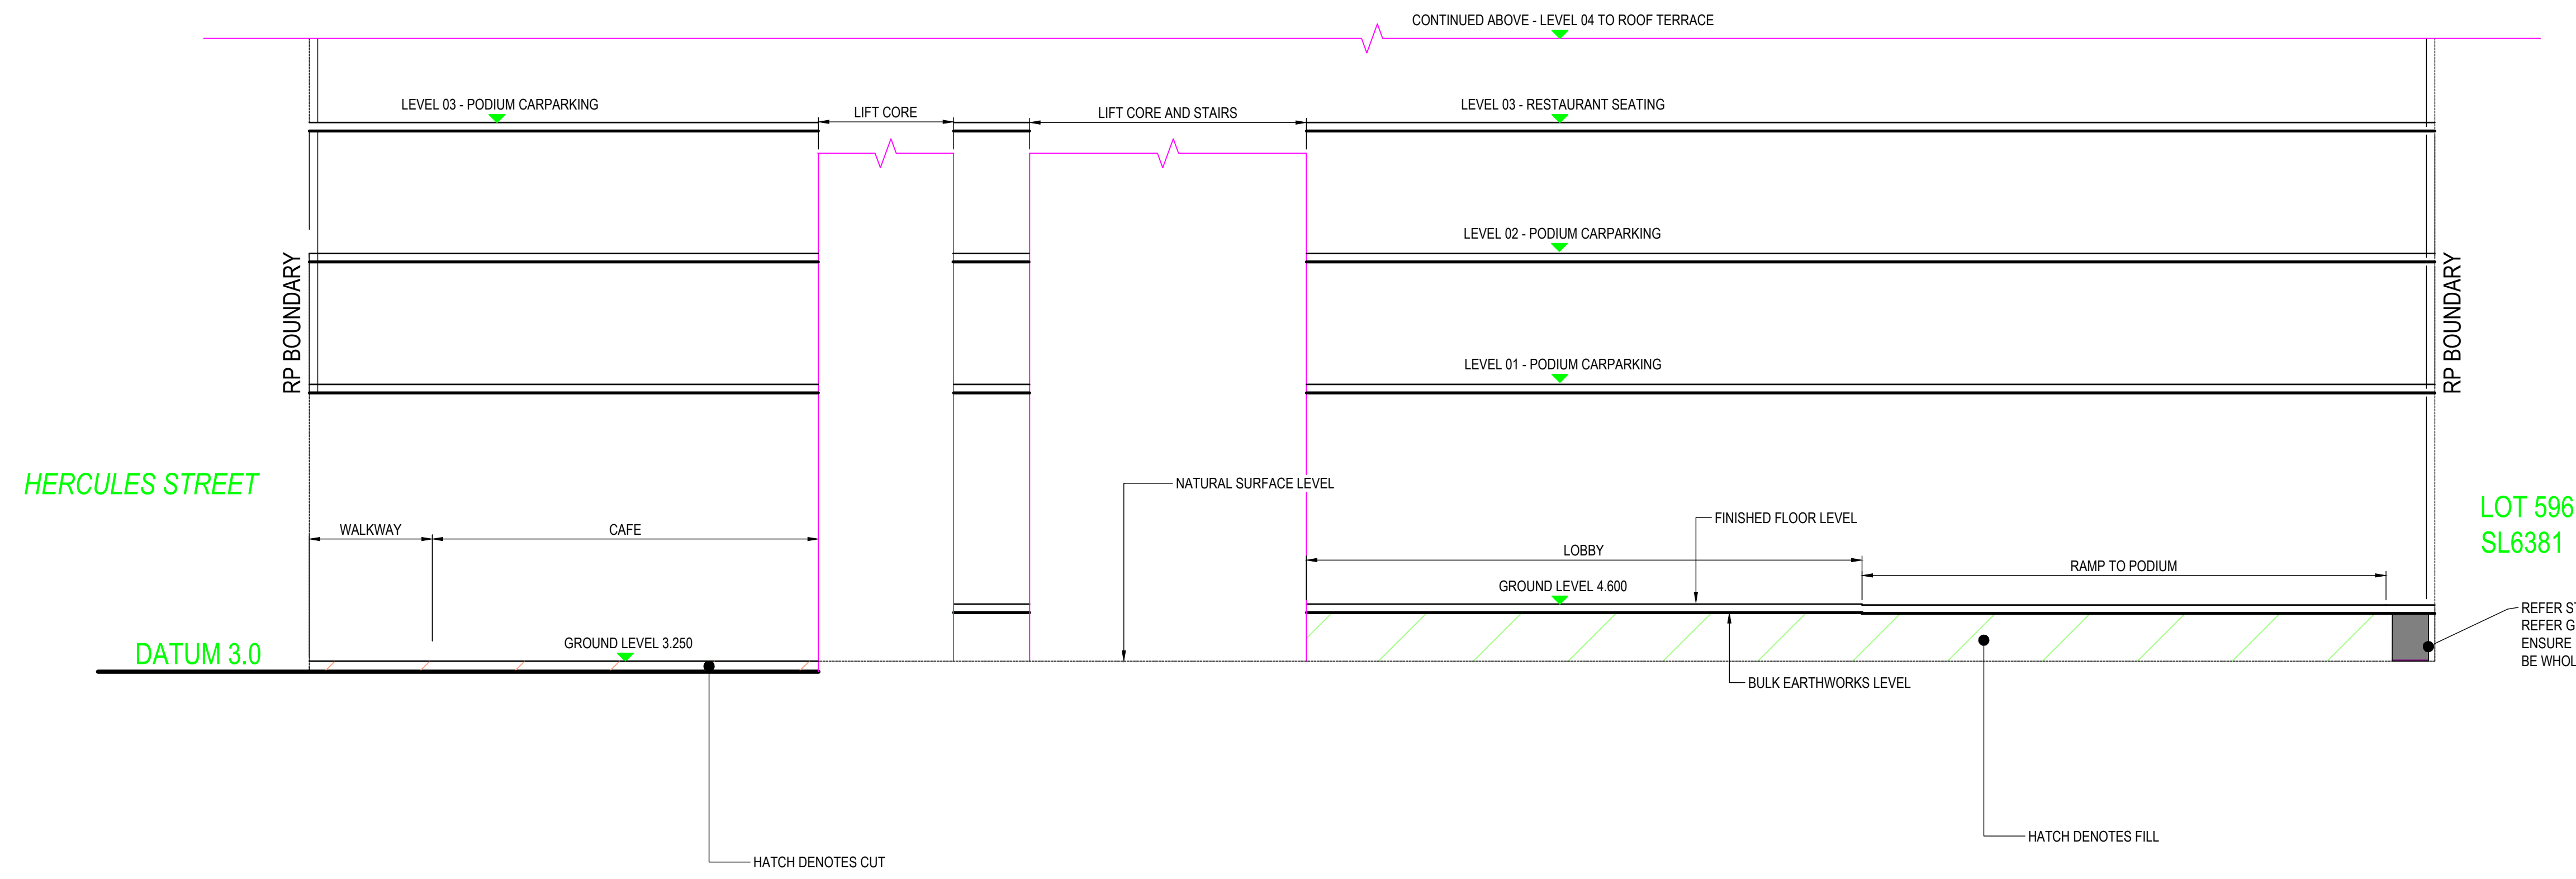 CONTINUED ABOVE - LEVEL 04 TO ROOF TERRACE
LEVEL 03 - PODIUM CARPARKING
LIFT CORE
LIFT CORE AND STAIRS
LEVEL 03 - RESTAURANT SEATING
LEVEL 02 - PODIUM CARPARKING
RP BOUNDARY
RP BOUNDARY
LEVEL 01 - PODIUM CARPARKING
HERCULES STREET
NATURAL SURFACE LEVEL
LOT 596
SL6381
FINISHED FLOOR LEVEL
WALKWAY
CAFE
LOBBY
RAMP TO PODIUM
GROUND LEVEL 4.600
REFER
REFER
ENSURE
BE
DATUM 3.0
GROUND LEVEL 3.250
BULK EARTHWORKS LEVEL
HATCH DENOTES FILL
HATCH DENOTES CUT